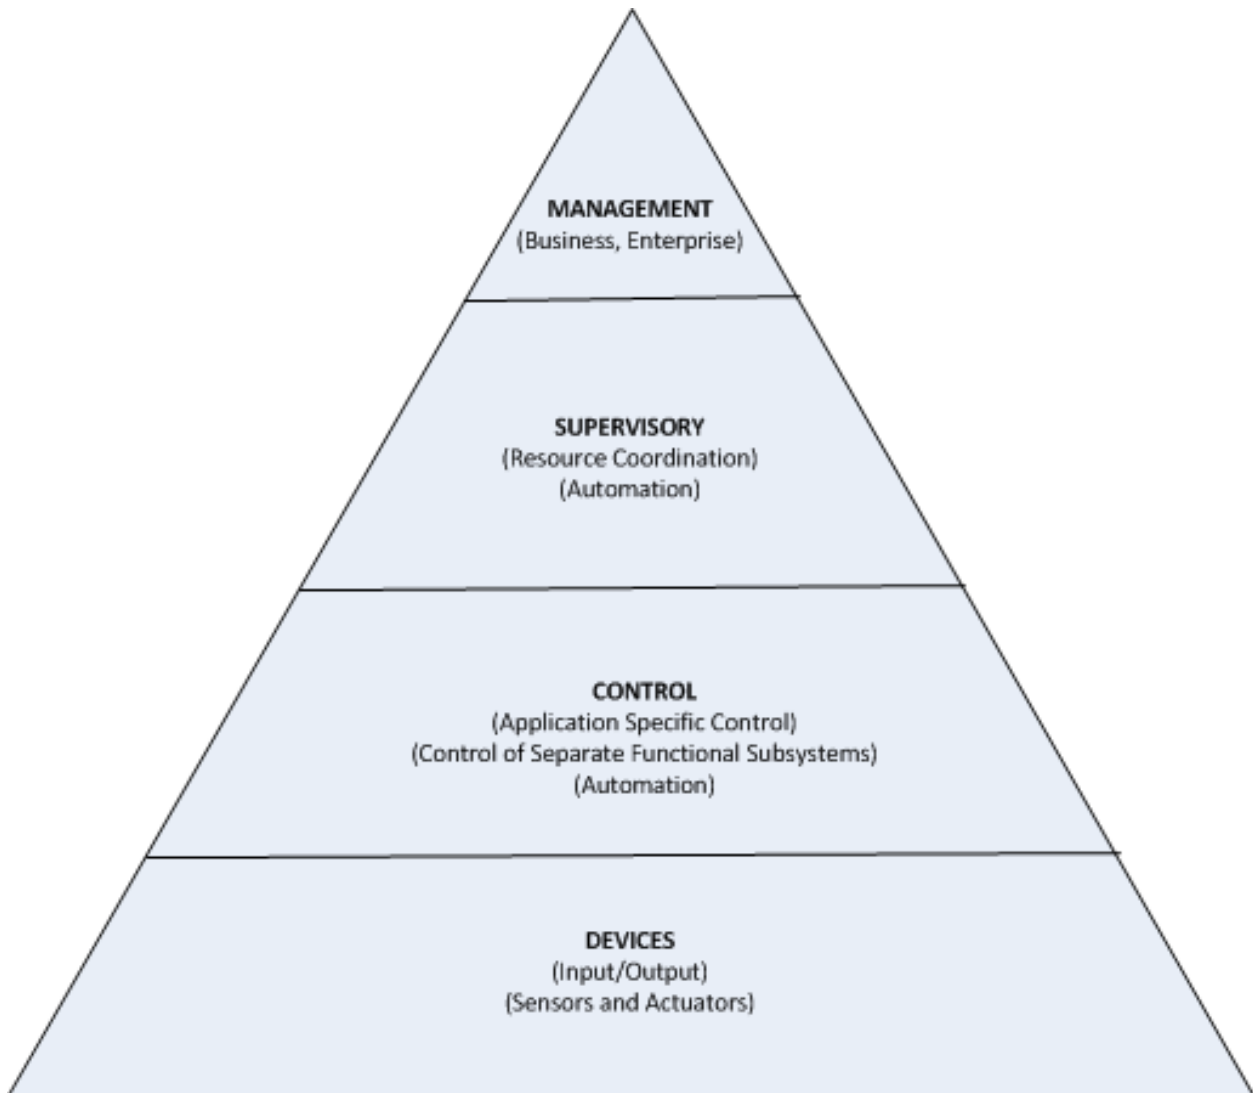 MANAGEMENT
(Business, Enterprise)
SUPERVISORY
(Resource Coordination)
(Automation)
CONTROL
(Application Specific Control)
(Control of Separate Functional Subsystems)
(Automation)
DEVICES
(Input/Output)
(Sensors and Actuators)